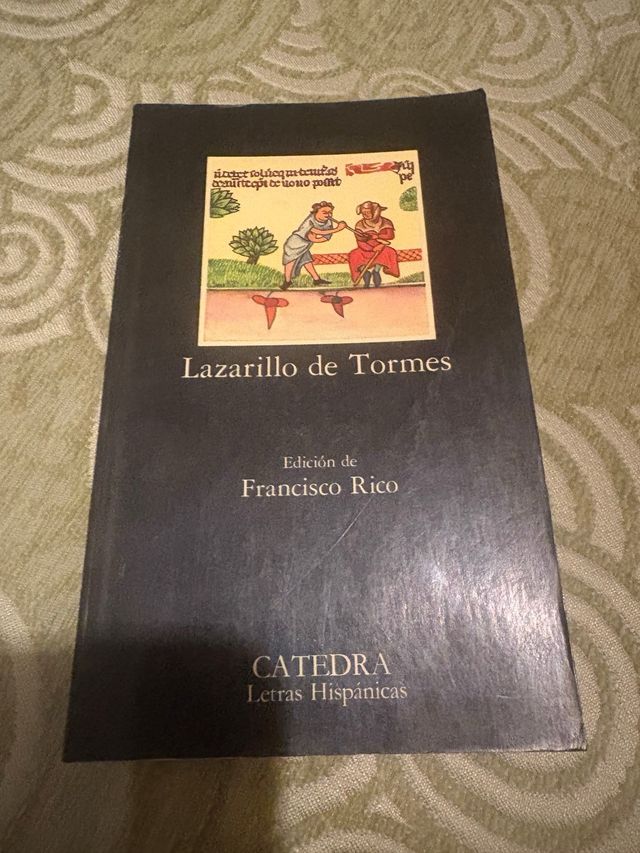 Lazarillo de Tormes
Edición de
Francisco Rico
CATEDRA
Letras Hispánicas